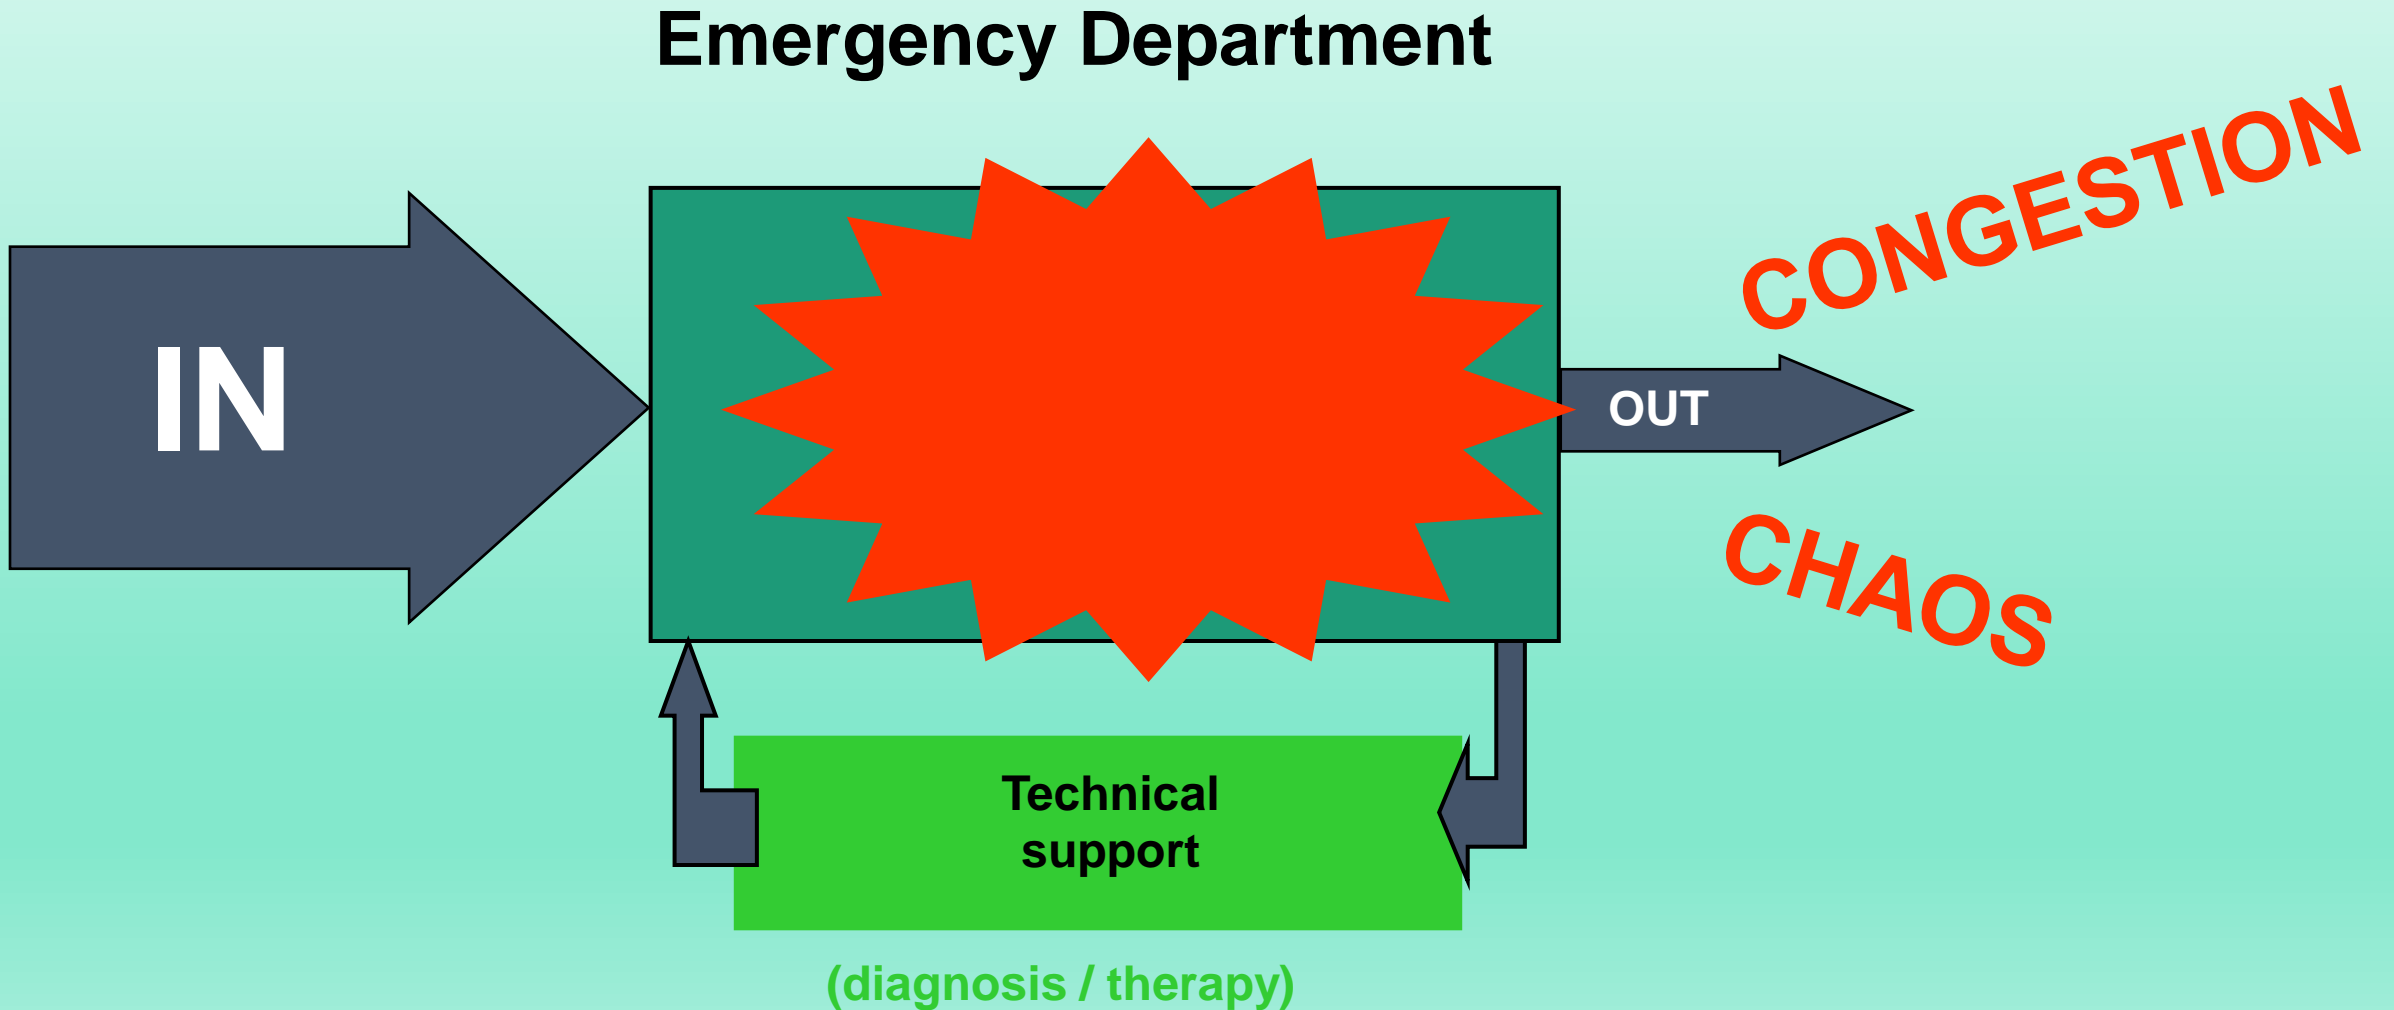 Emergency Department
CONGESTION
IN
OUT
CHAOS
Technical
support
(diagnosis / therapy)